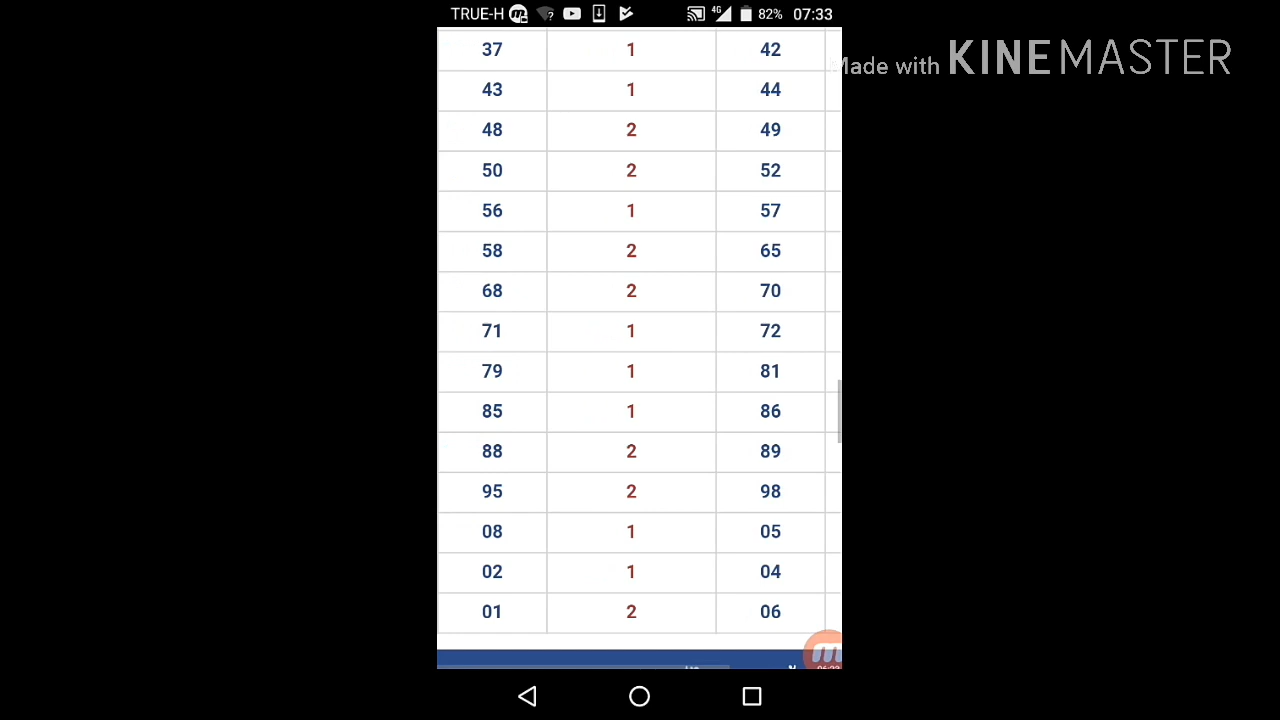 TRUE-H 4G 82% 07:33
Made with KINEMASTER
37 1 42
43 1 44
48 2 49
50 2 52
56 1 57
58 2 65
68 2 70
71 1 72
79 1 81
85 1 86
88 2 89
95 2 98
08 1 05
02 1 04
01 2 06